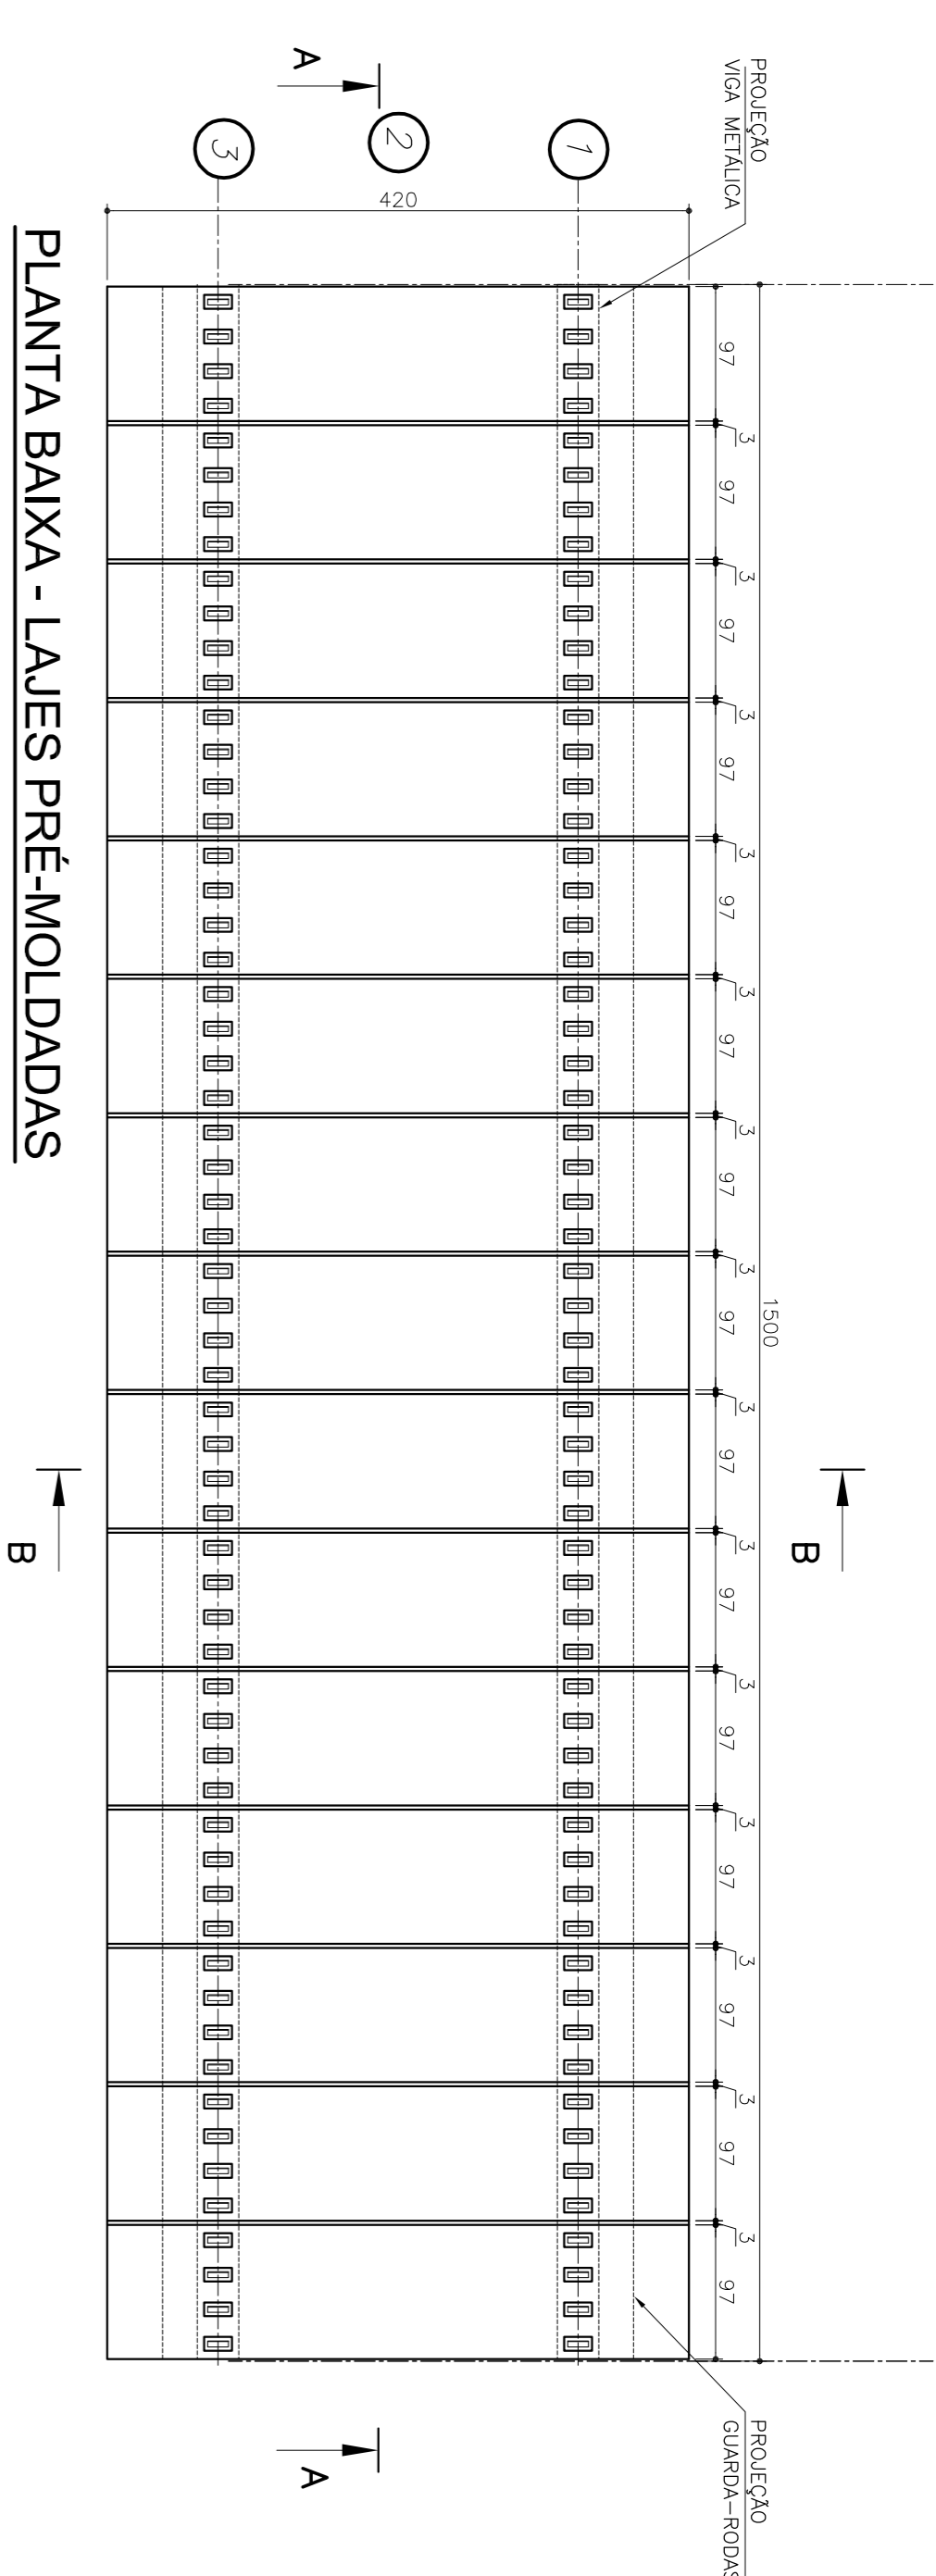 B
1500
PROJEÇÃO
VIGA METÁLICA
PROJEÇÃO
GUARDA-RODAS
3 3 3 3 3 3 3 3 3 3 3 3 3 3
97 97 97 97 97 97 97 97 97 97 97 97 97 97 97
1
2
420
A
A
3
B
PLANTA BAIXA - LAJES PRÉ-MOLDADAS